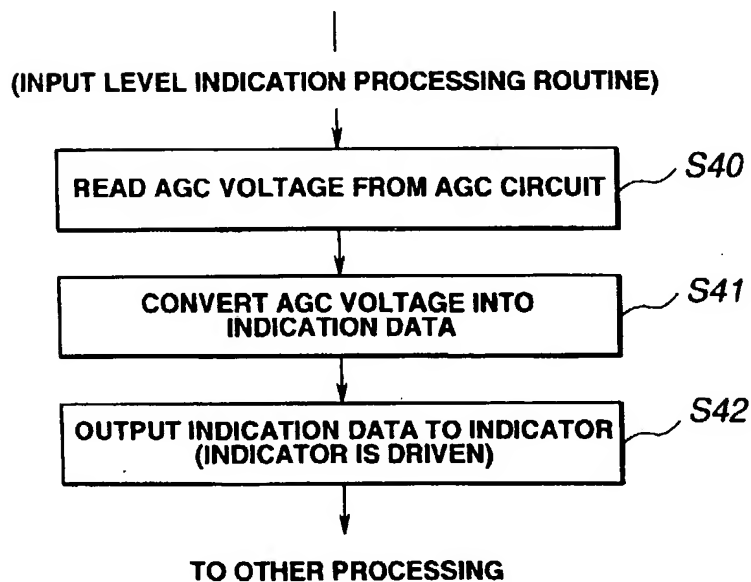 (INPUT LEVEL INDICATION PROCESSING ROUTINE)
READ AGC VOLTAGE FROM AGC CIRCUIT
S40
CONVERT AGC VOLTAGE INTO
INDICATION DATA
S41
OUTPUT INDICATION DATA TO INDICATOR
(INDICATOR IS DRIVEN)
S42
TO OTHER PROCESSING